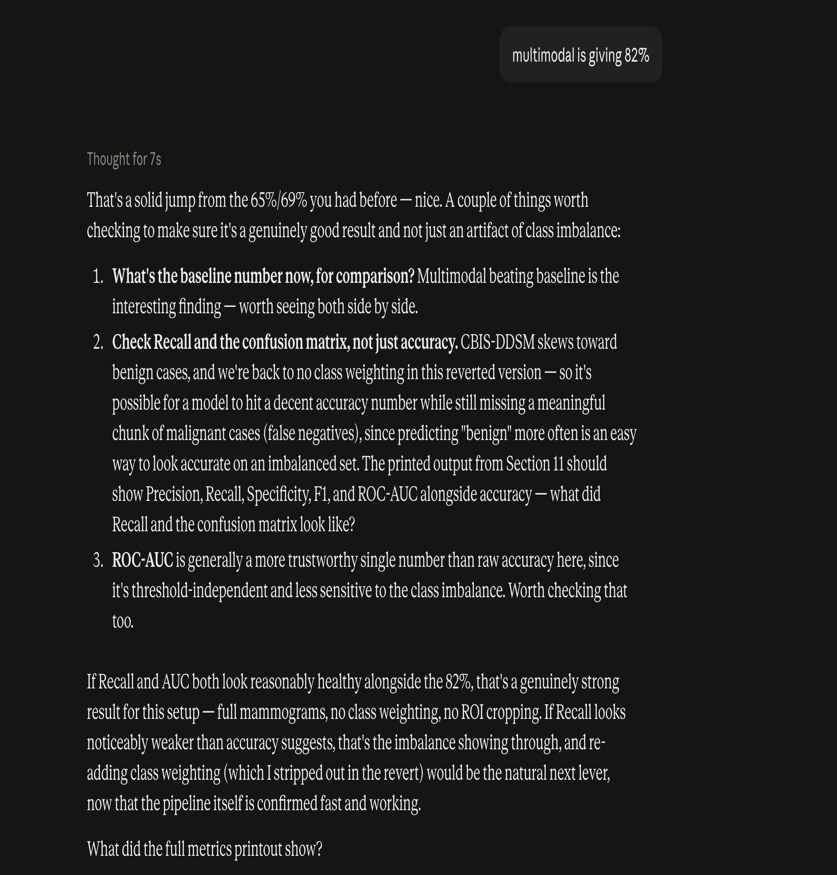 multimodal is giving 82%
Thought for 7s
That's a solid jump from the 65%/69% you had before — nice. A couple of things worth
checking to make sure it's a genuinely good result and not just an artifact of class imbalance:
1. What's the baseline number now, for comparison? Multimodal beating baseline is the
interesting finding — worth seeing both side by side.
2. Check Recall and the confusion matrix, not just accuracy. CBIS-DDSM skews toward
benign cases, and we're back to no class weighting in this reverted version — so it's
possible for a model to hit a decent accuracy number while still missing a meaningful
chunk of malignant cases (false negatives), since predicting "benign" more often is an easy
way to look accurate on an imbalanced set. The printed output from Section 11 should
show Precision, Recall, Specificity, F1, and ROC-AUC alongside accuracy — what did
Recall and the confusion matrix look like?
3. ROC-AUC is generally a more trustworthy single number than raw accuracy here, since
it's threshold-independent and less sensitive to the class imbalance. Worth checking that
too.
If Recall and AUC both look reasonably healthy alongside the 82%, that's a genuinely strong
result for this setup — full mammograms, no class weighting, no ROI cropping. If Recall looks
noticeably weaker than accuracy suggests, that's the imbalance showing through, and re-
adding class weighting (which I stripped out in the revert) would be the natural next lever,
now that the pipeline itself is confirmed fast and working.
What did the full metrics printout show?